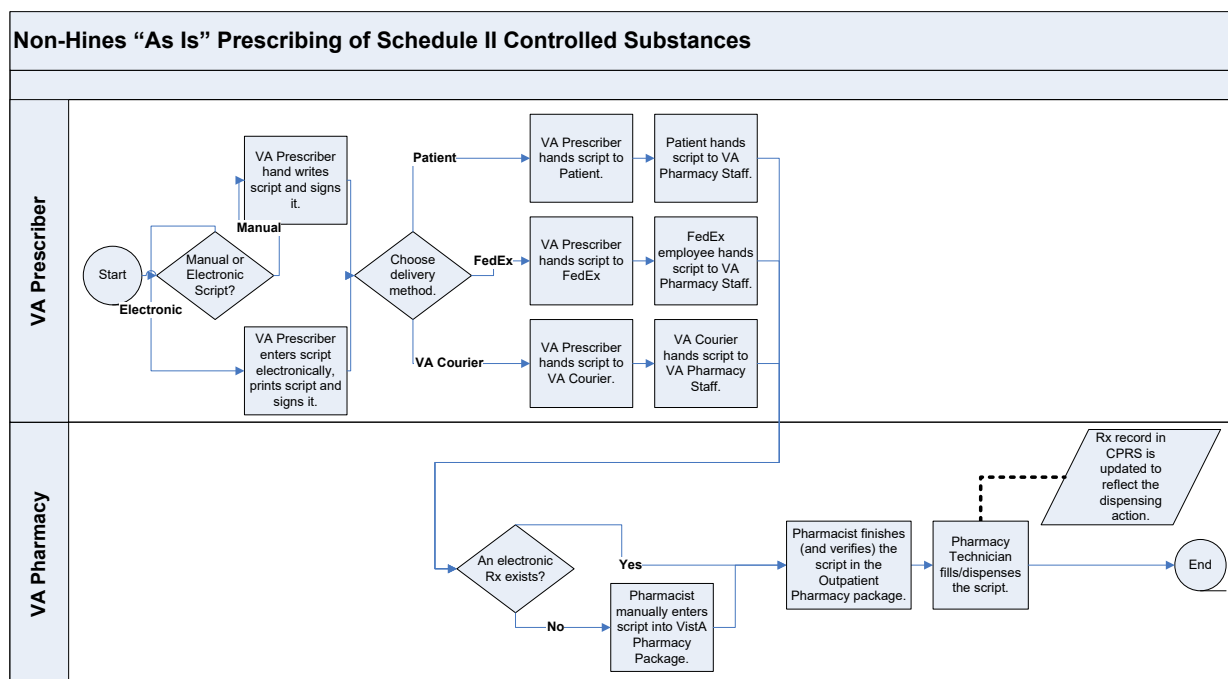 Non-Hines “As Is” Prescribing of Schedule II Controlled Substances
VA Prescriber
Start
Manual or
Electronic
Script?
Manual
Electronic
VA Prescriber
hand writes
script and signs
it.
VA Prescriber
enters script
electronically,
prints script and
signs it.
Choose
delivery
method.
Patient
FedEx
VA Courier
VA Prescriber
hands script to
Patient.
Patient hands
script to VA
Pharmacy Staff.
VA Prescriber
hands script to
FedEx
FedEx
employee hands
script to VA
Pharmacy Staff.
VA Prescriber
hands script to
VA Courier.
VA Courier
hands script to
VA Pharmacy
Staff.
VA Pharmacy
An electronic
Rx exists?
Yes
No
Pharmacist
manually enters
script into VistA
Pharmacy
Package.
Pharmacist finishes
(and verifies) the
script in the
Outpatient
Pharmacy package.
Pharmacy
Technician
fills/dispenses
the script.
Rx record in
CPRS is
updated to
reflect the
dispensing
action.
End